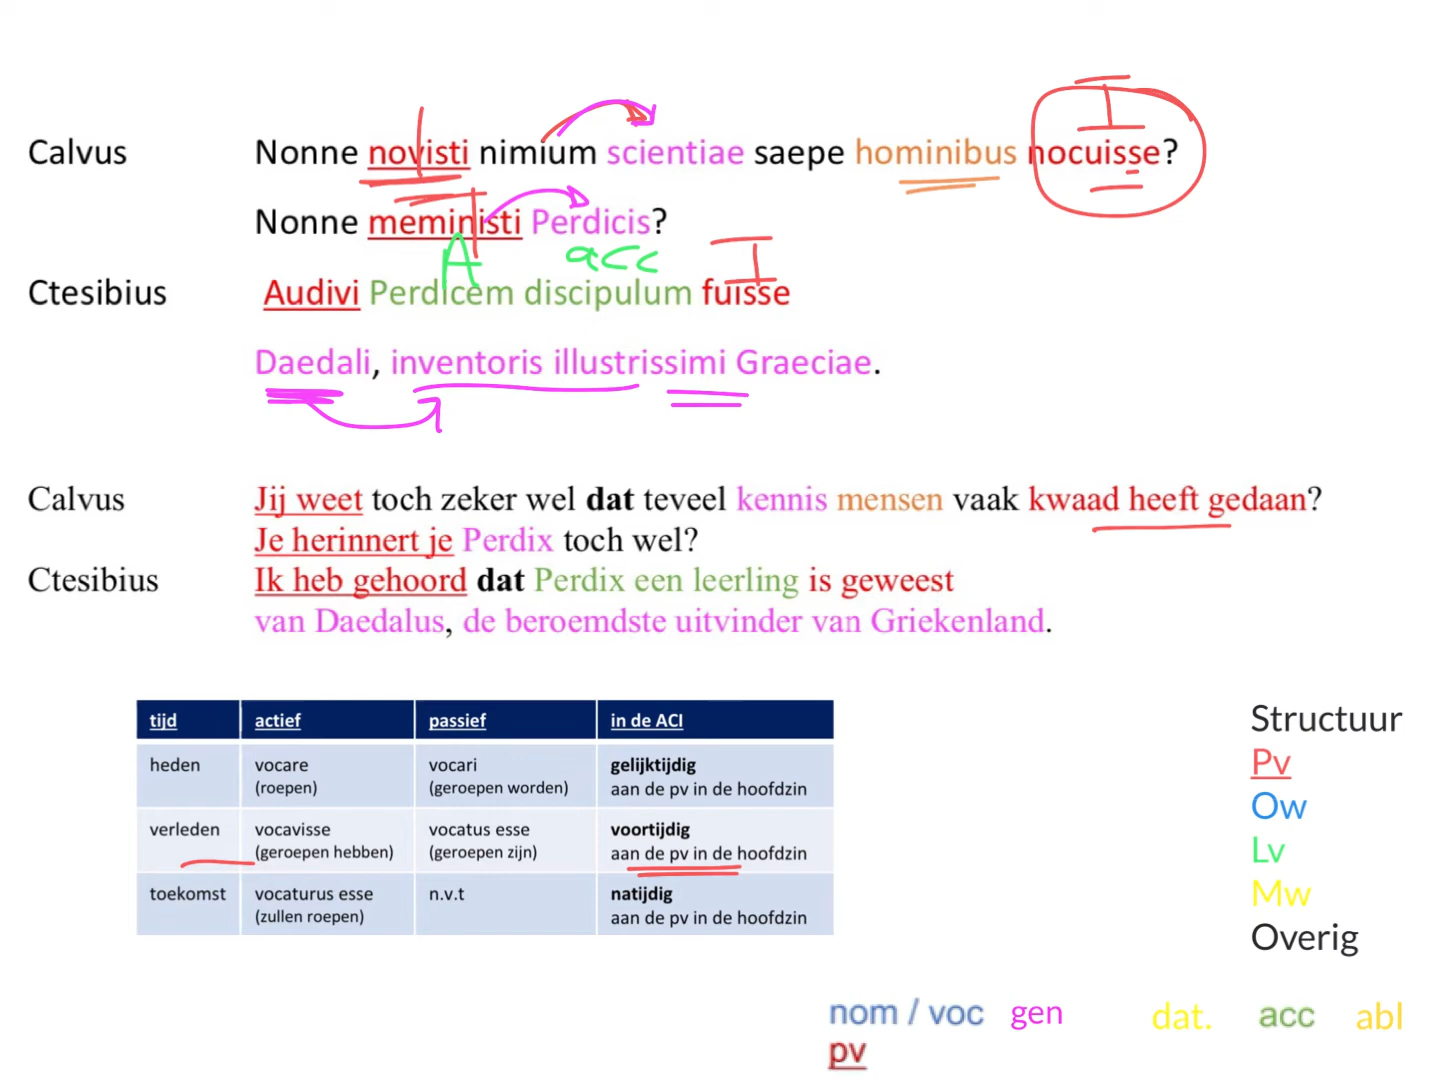 Calvus Nonne novisti nimium scientiae saepe hominibus nocuisse?
I
Nonne meministi Perdicis?
A acc I
Ctesibius Audivi Perdicem discipulum fuisse
Daedali, inventoris illustrissimi Graeciae.
Calvus Jij weet toch zeker wel dat teveel kennis mensen vaak kwaad heeft gedaan?
Je herinnert je Perdix toch wel?
Ctesibius Ik heb gehoord dat Perdix een leerling is geweest
van Daedalus, de beroemdste uitvinder van Griekenland.
tijd actief passief in de ACI
heden vocare vocari gelijktijdig
(roepen) (geroepen worden) aan de pv in de hoofdzin
verleden vocavisse vocatus esse voortijdig
(geroepen hebben) (geroepen zijn) aan de pv in de hoofdzin
toekomst vocaturus esse n.v.t natijdig
(zullen roepen) aan de pv in de hoofdzin
Structuur
Pv
Ow
Lv
Mw
Overig
nom / voc gen dat. acc abl
pv